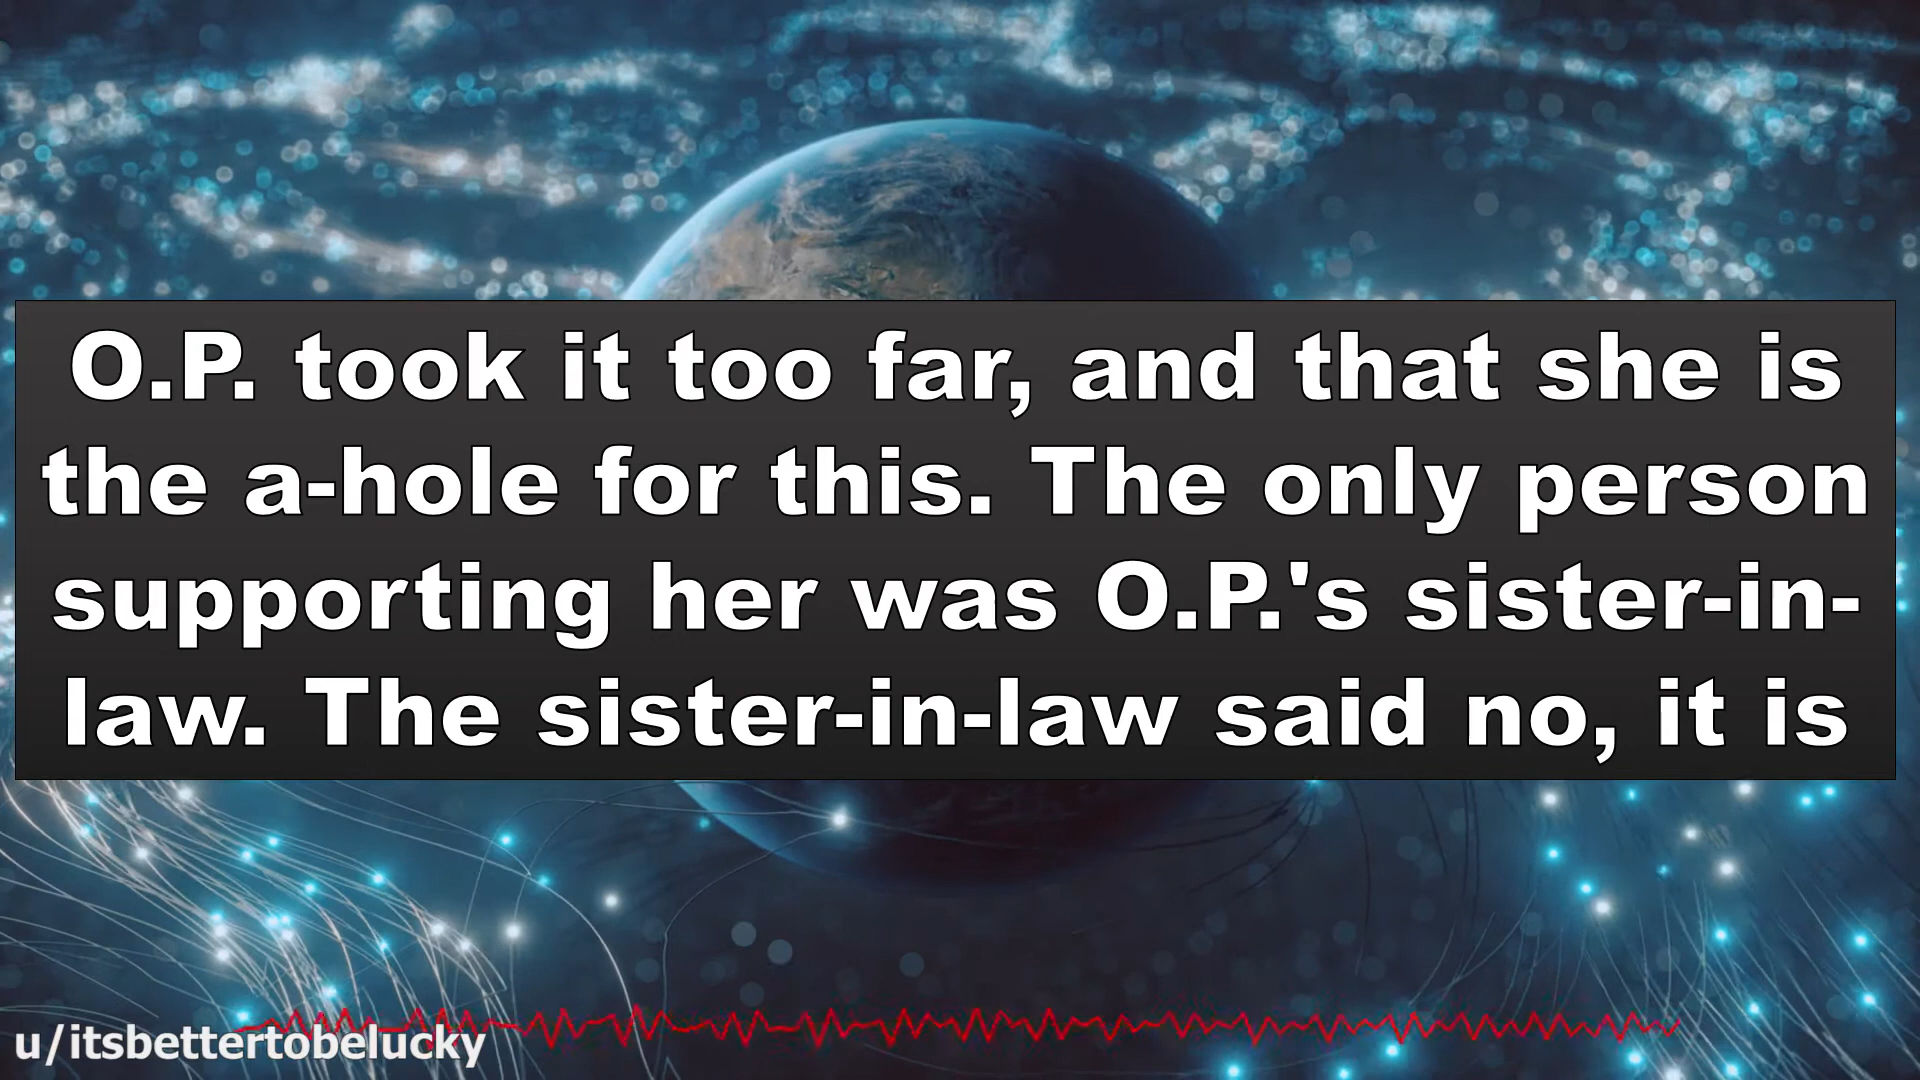 O.P. took it too far, and that she is
the a-hole for this. The only person
supporting her was O.P.'s sister-in-
law. The sister-in-law said no, it is
u/itsbettertobelucky